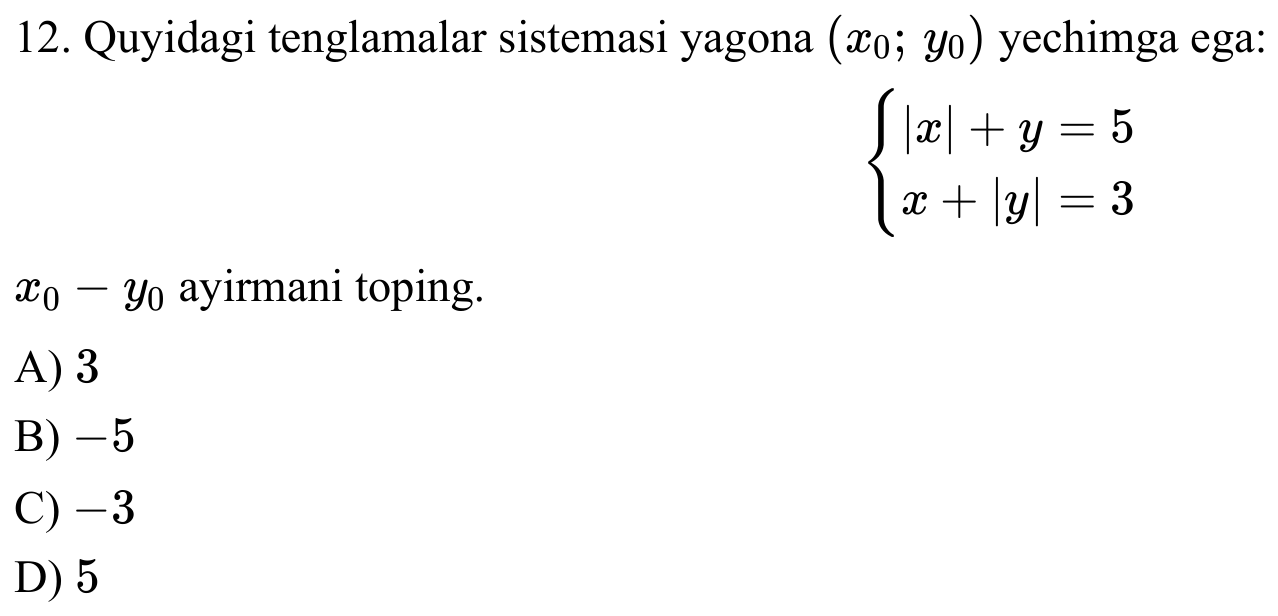 12. Quyidagi tenglamalar sistemasi yagona (x₀; y₀) yechimga ega:
|x| + y = 5
x + |y| = 3
x₀ − y₀ ayirmani toping.
A) 3
B) −5
C) −3
D) 5